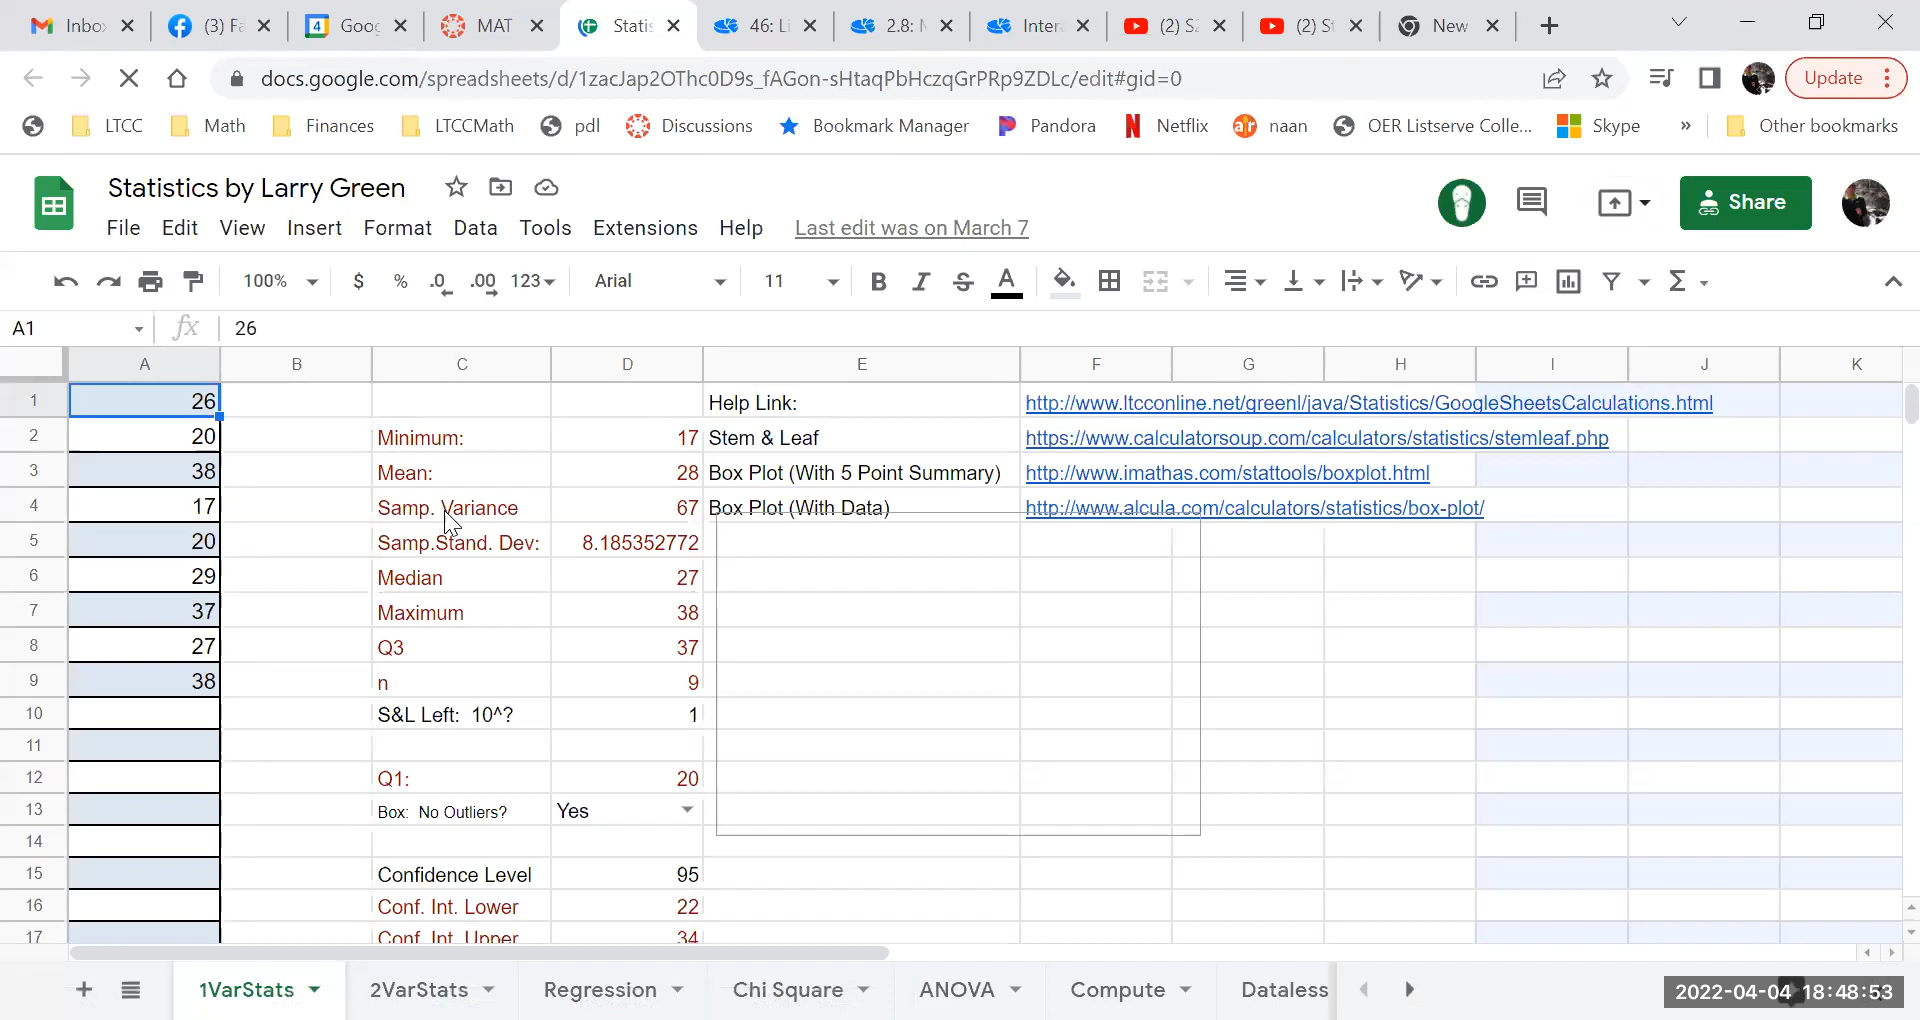 Inbo (3) Fa Goog MAT Statis 46: Li 2.8: Inter (2) S (2) St New
docs.google.com/spreadsheets/d/1zacJap2OThc0D9s_fAGon-sHtaqPbHczqGrPRp9ZDLc/edit#gid=0 Update
LTCC Math Finances LTCCMath pdl Discussions Bookmark Manager Pandora Netflix naan OER Listserve Colle... Skype » Other bookmarks
Statistics by Larry Green
File Edit View Insert Format Data Tools Extensions Help Last edit was on March 7
Share
100% $ % .0 .00 123 Arial 11 B I S A Σ
A1 fx 26
A B C D E F G H I J K
1 26 Help Link: http://www.ltcconline.net/greenl/java/Statistics/GoogleSheetsCalculations.html
2 20 Minimum: 17 Stem & Leaf https://www.calculatorsoup.com/calculators/statistics/stemleaf.php
3 38 Mean: 28 Box Plot (With 5 Point Summary) http://www.imathas.com/stattools/boxplot.html
4 17 Samp. Variance 67 Box Plot (With Data) http://www.alcula.com/calculators/statistics/box-plot/
5 20 Samp.Stand. Dev: 8.185352772
6 29 Median 27
7 37 Maximum 38
8 27 Q3 37
9 38 n 9
10 S&L Left: 10^? 1
11
12 Q1: 20
13 Box: No Outliers? Yes
14
15 Confidence Level 95
16 Conf. Int. Lower 22
17 Conf. Int. Upper 34
1VarStats 2VarStats Regression Chi Square ANOVA Compute Dataless
2022-04-04 18:48:53